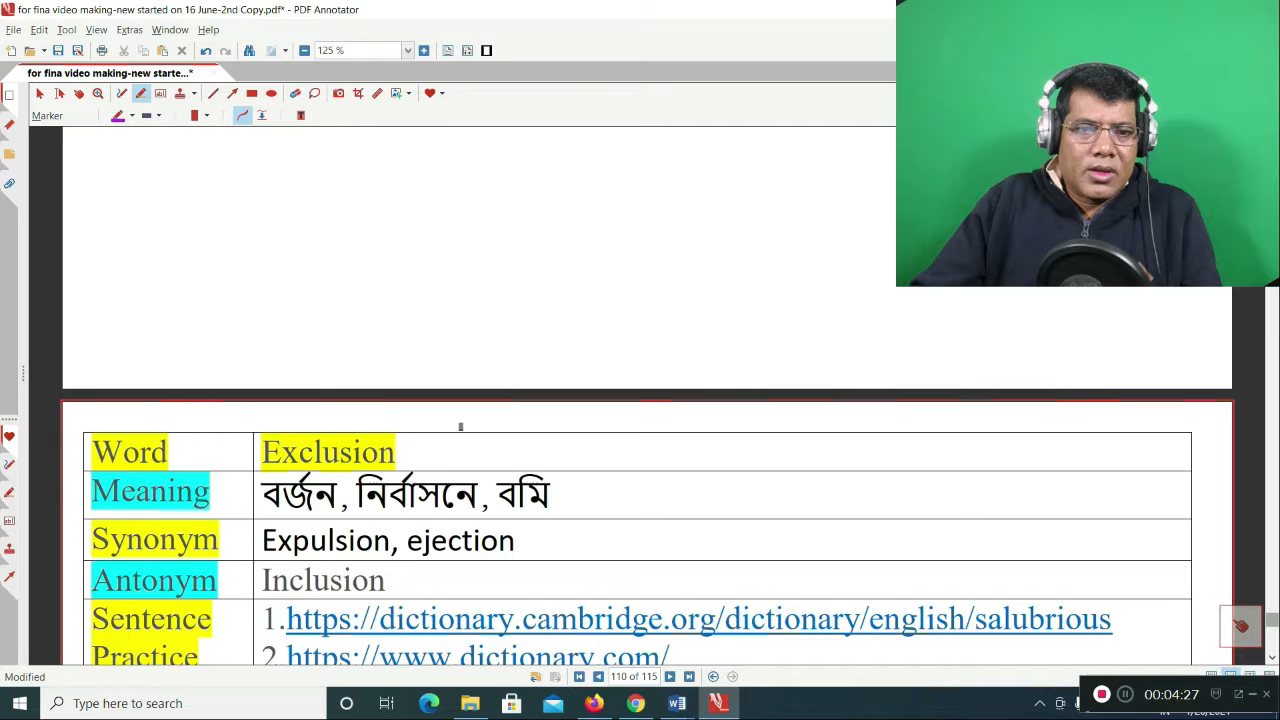 for fina video making-new started on 16 June-2nd Copy.pdf* - PDF Annotator
File Edit Tool View Extras Window Help
125 %
for fina video making-new starte...*
Marker
Word Exclusion
Meaning বর্জন, নির্বাসনে, বমি
Synonym Expulsion, ejection
Antonym Inclusion
Sentence 1.https://dictionary.cambridge.org/dictionary/english/salubrious
Practice 2.https://www.dictionary.com/
Modified
110 of 115
Type here to search
00:04:27